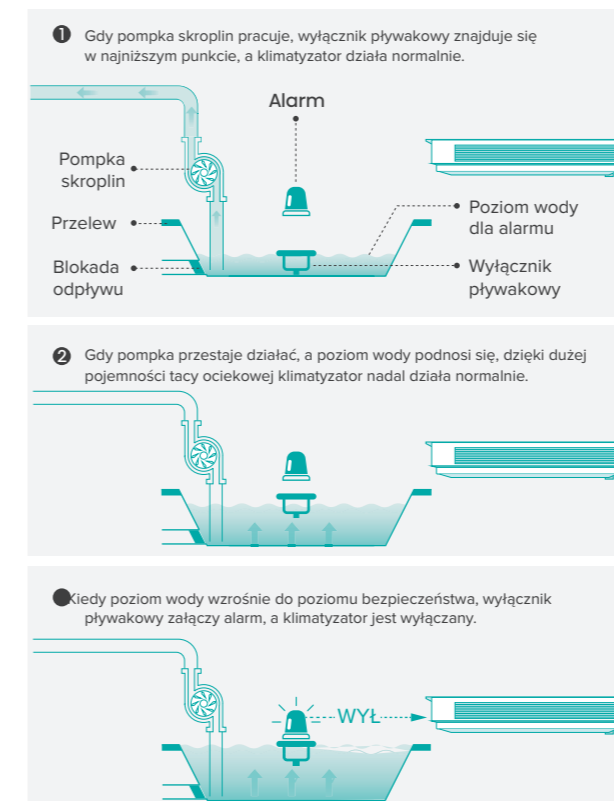 ❶ Gdy pompka skroplin pracuje, wyłącznik pływakowy znajduje się
w najniższym punkcie, a klimatyzator działa normalnie.
Alarm
Pompka
skroplin
Przelew
Blokada
odpływu
Poziom wody
dla alarmu
Wyłącznik
pływakowy
❷ Gdy pompka przestaje działać, a poziom wody podnosi się, dzięki dużej
pojemności tacy ociekowej klimatyzator nadal działa normalnie.
Kiedy poziom wody wzrośnie do poziomu bezpieczeństwa, wyłącznik
pływakowy załączy alarm, a klimatyzator jest wyłączany.
WYŁ